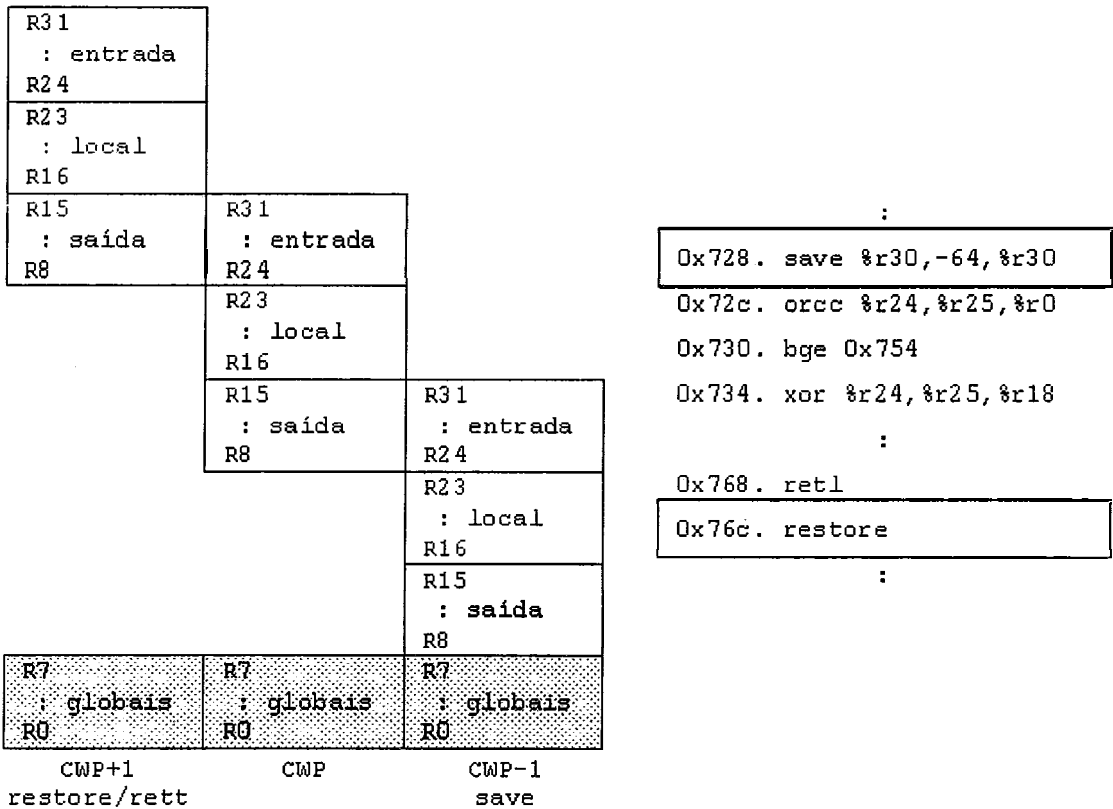 R31
: entrada
R24
R23
: local
R16
R15
: saída
R8
R31
: entrada
R24
R23
: local
R16
R15
: saída
R8
R31
: entrada
R24
R23
: local
R16
R15
: saída
R8
R7
: globais
R0
R7
: globais
R0
R7
: globais
R0
CWP+1
restore/rett
CWP
CWP-1
save
:
0x728. save %r30,-64,%r30
0x72c. orcc %r24,%r25,%r0
0x730. bge 0x754
0x734. xor %r24,%r25,%r18
:
0x768. retl
0x76c. restore
: